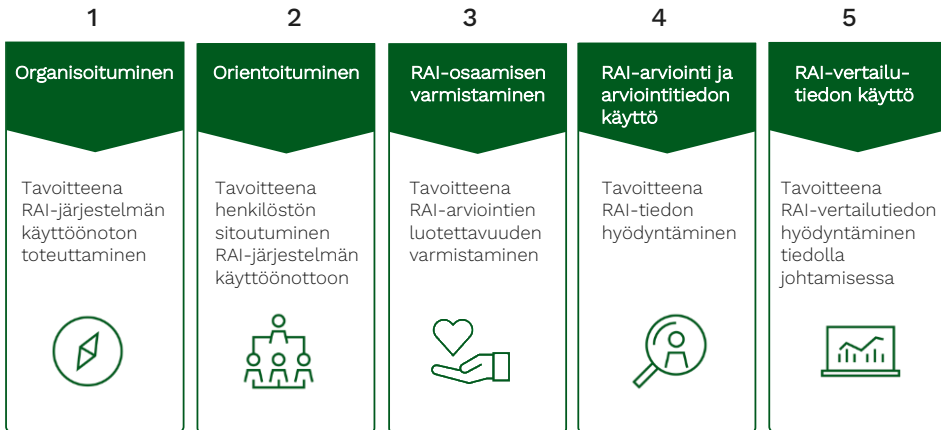 1
Organisoituminen
Tavoitteena
RAI-järjestelmän
käyttöönoton
toteuttaminen
2
Orientoituminen
Tavoitteena
henkilöstön
sitoutuminen
RAI-järjestelmän
käyttöönottoon
3
RAI-osaamisen
varmistaminen
Tavoitteena
RAI-arviointien
luotettavuuden
varmistaminen
4
RAI-arviointi ja
arviointitiedon
käyttö
Tavoitteena
RAI-tiedon
hyödyntäminen
5
RAI-vertailu-
tiedon käyttö
Tavoitteena
RAI-vertailutiedon
hyödyntäminen
tiedolla
johtamisessa